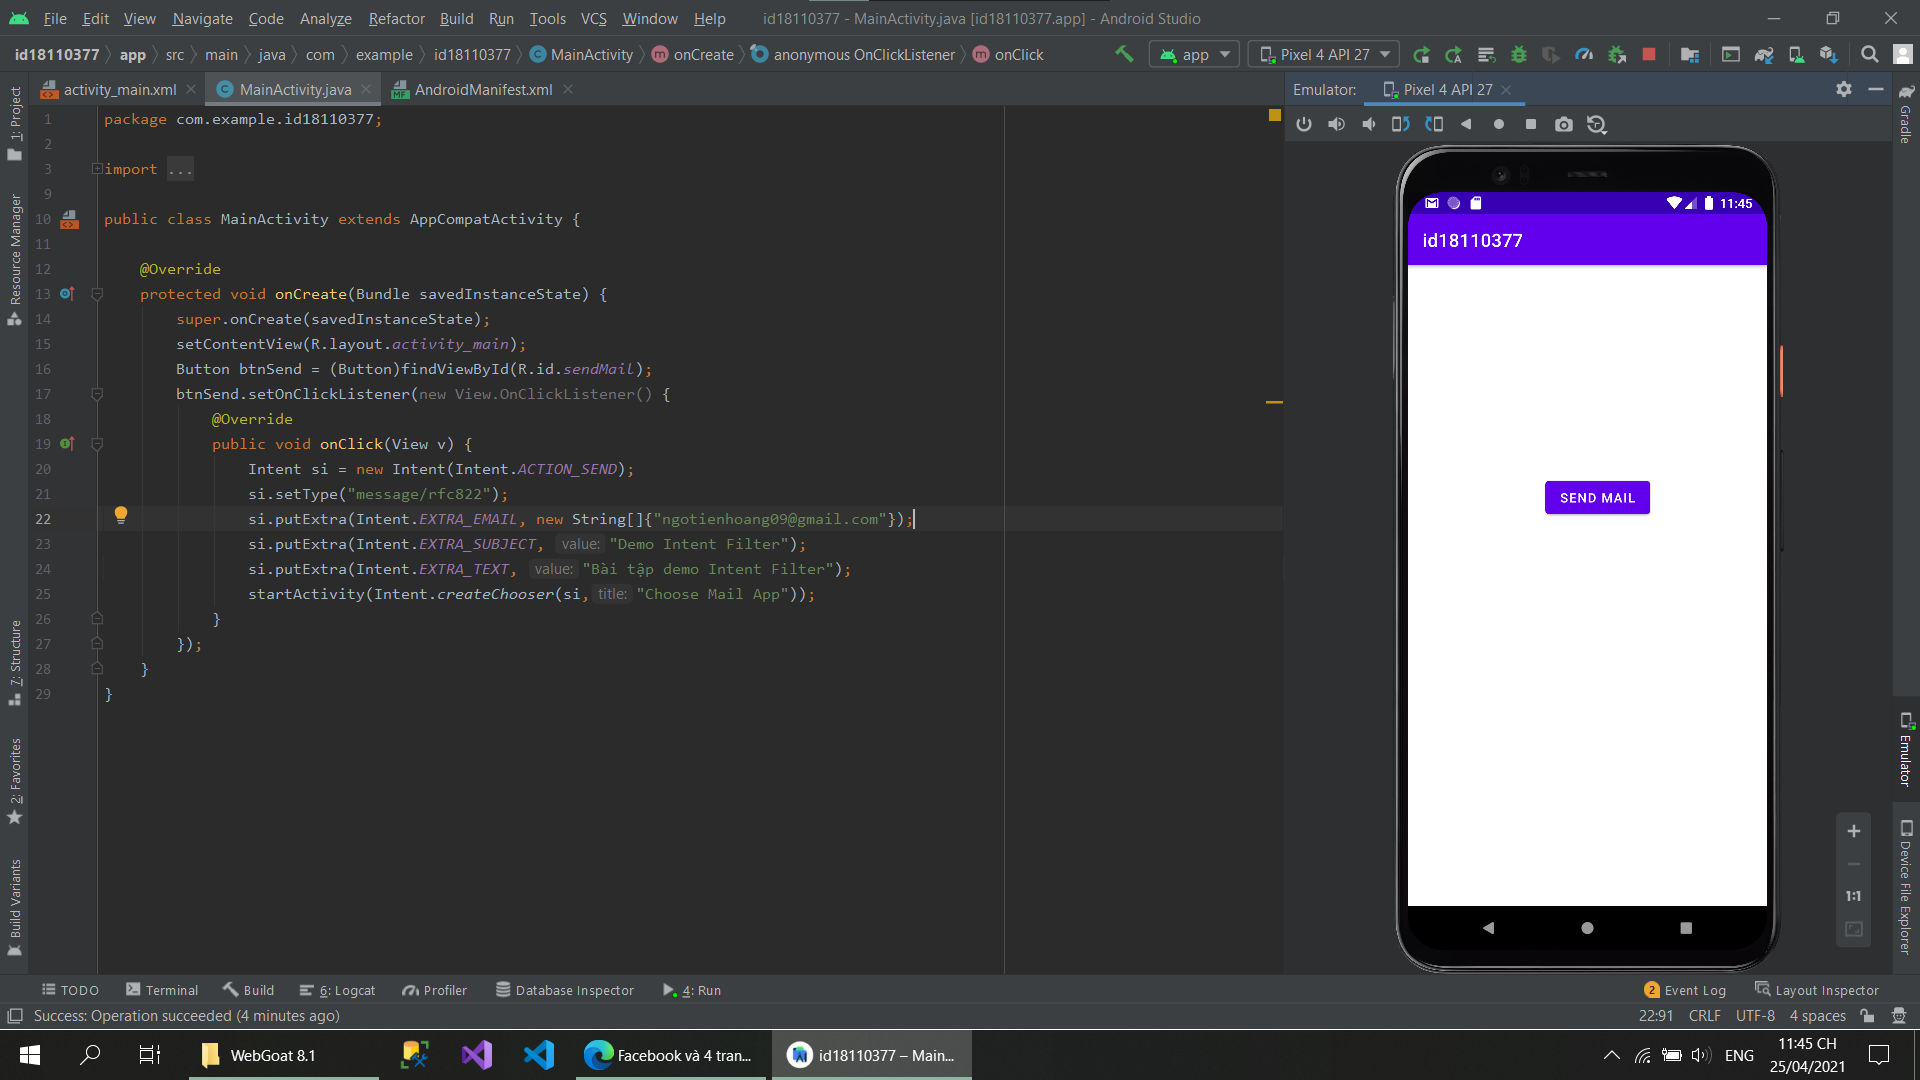 File Edit View Navigate Code Analyze Refactor Build Run Tools VCS Window Help id18110377 - MainActivity.java [id18110377.app] - Android Studio
id18110377 app src main java com example id18110377 MainActivity onCreate anonymous OnClickListener onClick app Pixel 4 API 27
activity_main.xml MainActivity.java AndroidManifest.xml Emulator: Pixel 4 API 27
1: Project
Resource Manager
7: Structure
2: Favorites
Build Variants
1 package com.example.id18110377;
2
3 import ...
9
10 public class MainActivity extends AppCompatActivity {
11
12 @Override
13 protected void onCreate(Bundle savedInstanceState) {
14 super.onCreate(savedInstanceState);
15 setContentView(R.layout.activity_main);
16 Button btnSend = (Button)findViewById(R.id.sendMail);
17 btnSend.setOnClickListener(new View.OnClickListener() {
18 @Override
19 public void onClick(View v) {
20 Intent si = new Intent(Intent.ACTION_SEND);
21 si.setType("message/rfc822");
22 si.putExtra(Intent.EXTRA_EMAIL, new String[]{"ngotienhoang09@gmail.com"});
23 si.putExtra(Intent.EXTRA_SUBJECT, value: "Demo Intent Filter");
24 si.putExtra(Intent.EXTRA_TEXT, value: "Bài tập demo Intent Filter");
25 startActivity(Intent.createChooser(si, title: "Choose Mail App"));
26 }
27 });
28 }
29 }
11:45
id18110377
SEND MAIL
1:1
Gradle
Emulator
Device File Explorer
TODO Terminal Build 6: Logcat Profiler Database Inspector 4: Run 2 Event Log Layout Inspector
Success: Operation succeeded (4 minutes ago) 22:91 CRLF UTF-8 4 spaces
WebGoat 8.1 Facebook và 4 tran... id18110377 – Main... ENG 11:45 CH
25/04/2021